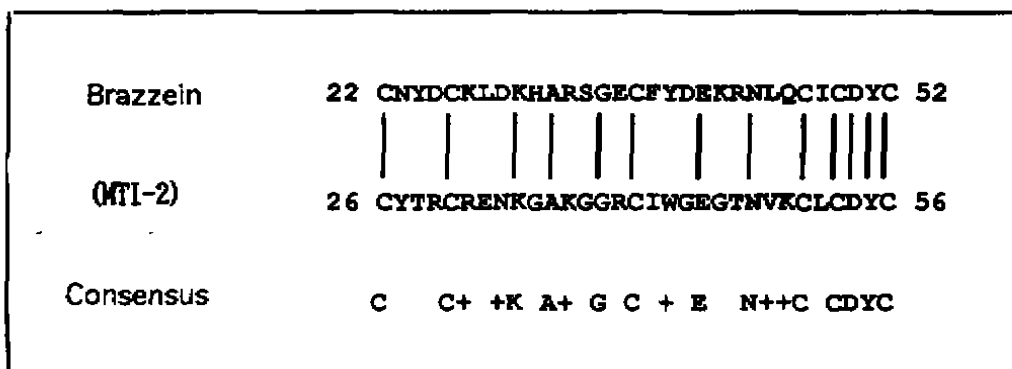 Brazzein 22 CNYDCKLDKHARSGECFYDEKRNLQCICDYC 52
(MTI-2) 26 CYTRCRENKGAKGGRCIWGEGTNVKCLCDYC 56
Consensus C C+ +K A+ G C + E N++C CDYC